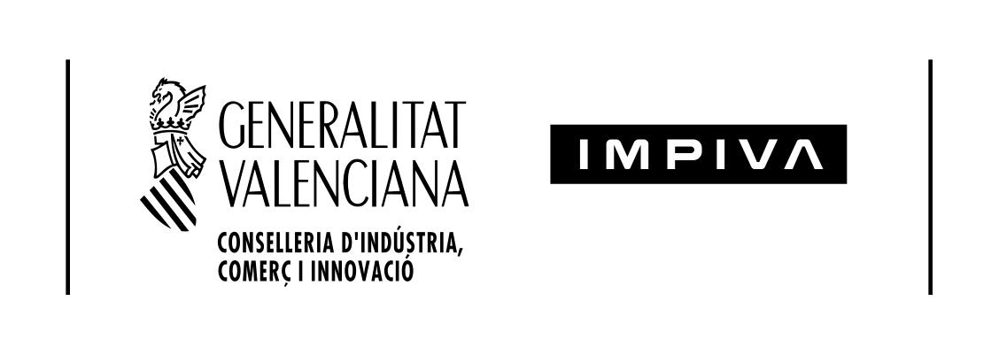 GENERALITAT
VALENCIANA
CONSELLERIA D'INDÚSTRIA,
COMERÇ I INNOVACIÓ
IMPIVA